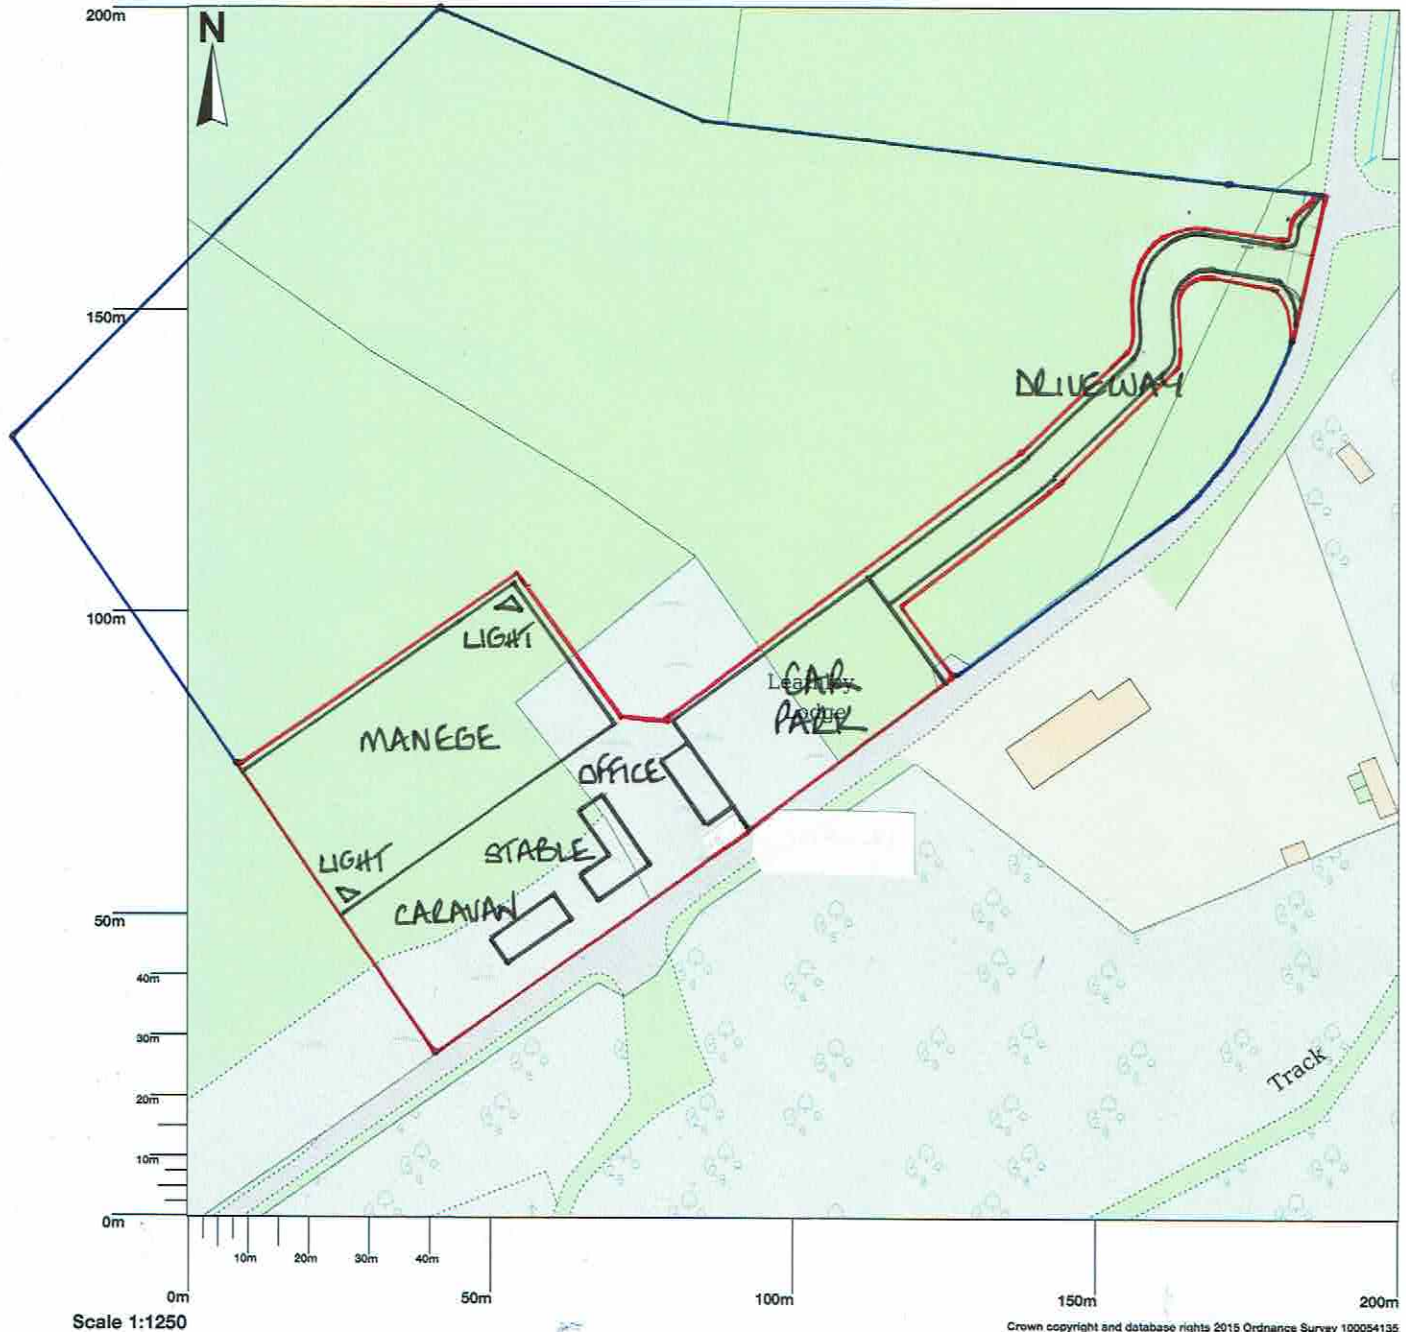 200m
N
150m
DRIVEWAY
100m
LIGHT
CAR
PARK
MANEGE
OFFICE
STABLE
LIGHT
CARAVAN
50m
40m
30m
Track
20m
10m
0m
10m 20m 30m 40m
0m 50m 100m 150m 200m
Scale 1:1250
Crown copyright and database rights 2015 Ordnance Survey 100054135